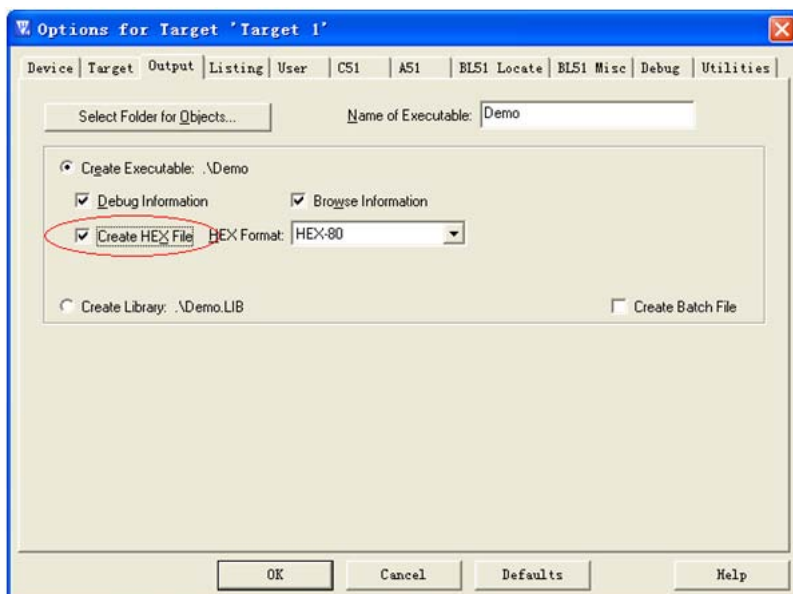 Options for Target 'Target 1'
Device Target Output Listing User C51 A51 BL51 Locate BL51 Misc Debug Utilities
Select Folder for Objects... Name of Executable: Demo
Create Executable: .\Demo
Debug Information Browse Information
Create HEX File HEX Format: HEX-80
Create Library: .\Demo.LIB Create Batch File
OK Cancel Defaults Help